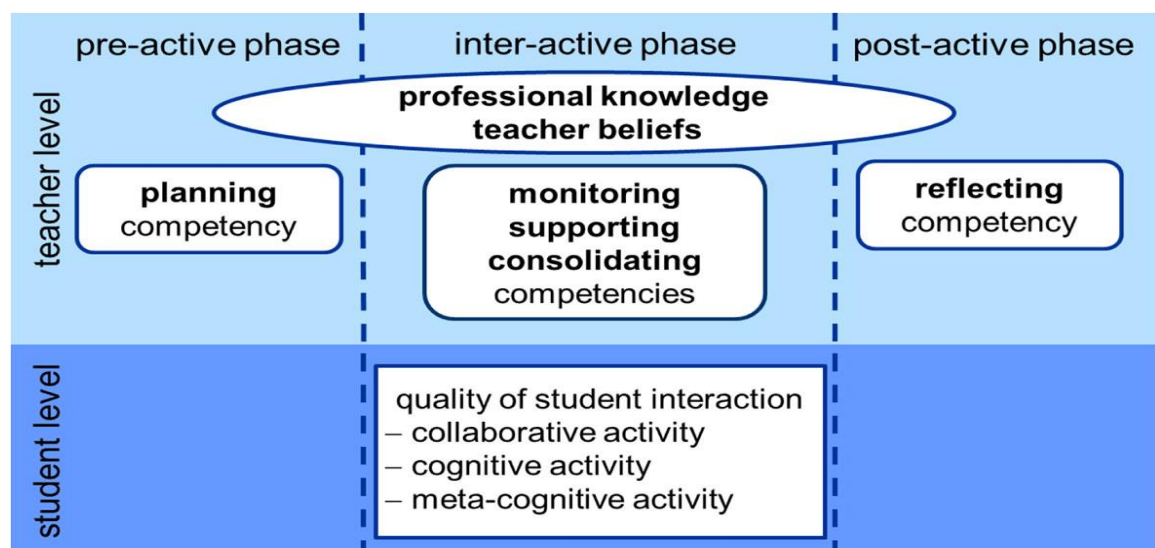 pre-active phase
inter-active phase
post-active phase
teacher level
professional knowledge
teacher beliefs
planning
competency
monitoring
supporting
consolidating
competencies
reflecting
competency
student level
quality of student interaction
– collaborative activity
– cognitive activity
– meta-cognitive activity